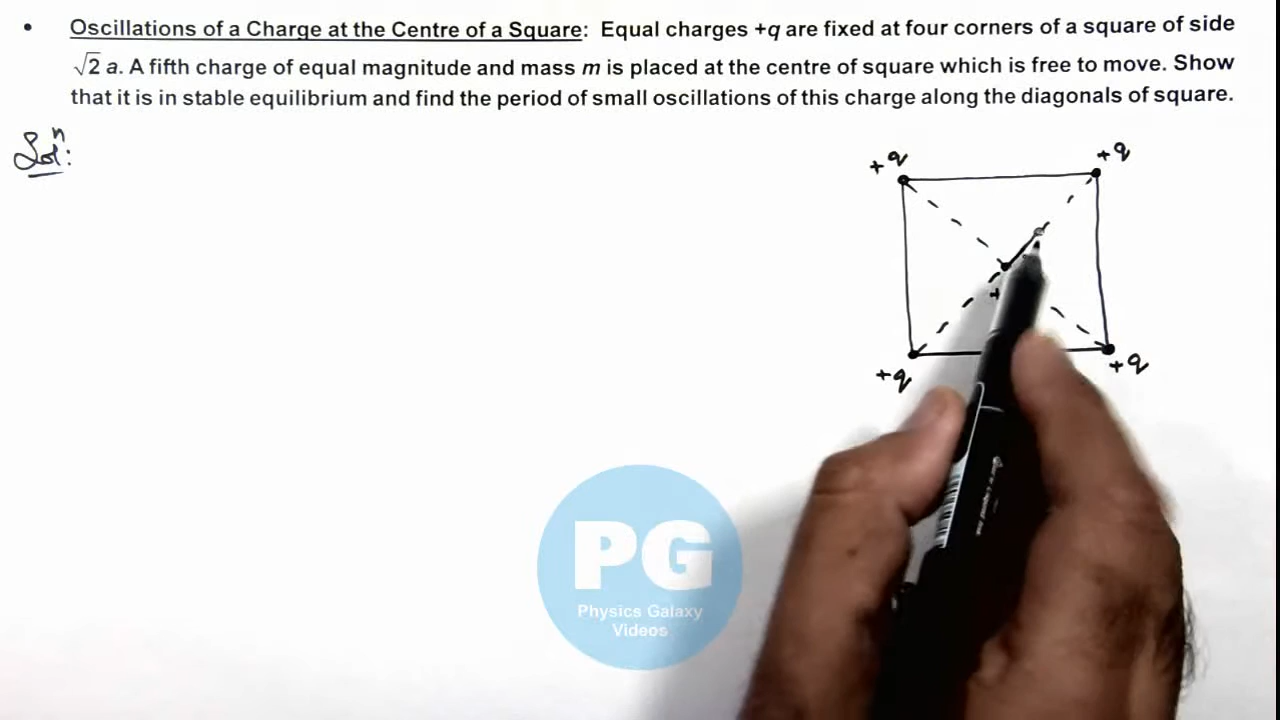 • Oscillations of a Charge at the Centre of a Square: Equal charges +q are fixed at four corners of a square of side
√2 a. A fifth charge of equal magnitude and mass m is placed at the centre of square which is free to move. Show
that it is in stable equilibrium and find the period of small oscillations of this charge along the diagonals of square.
Solⁿ:
+q
+q
+
+q
+q
PG
Physics Galaxy
Videos